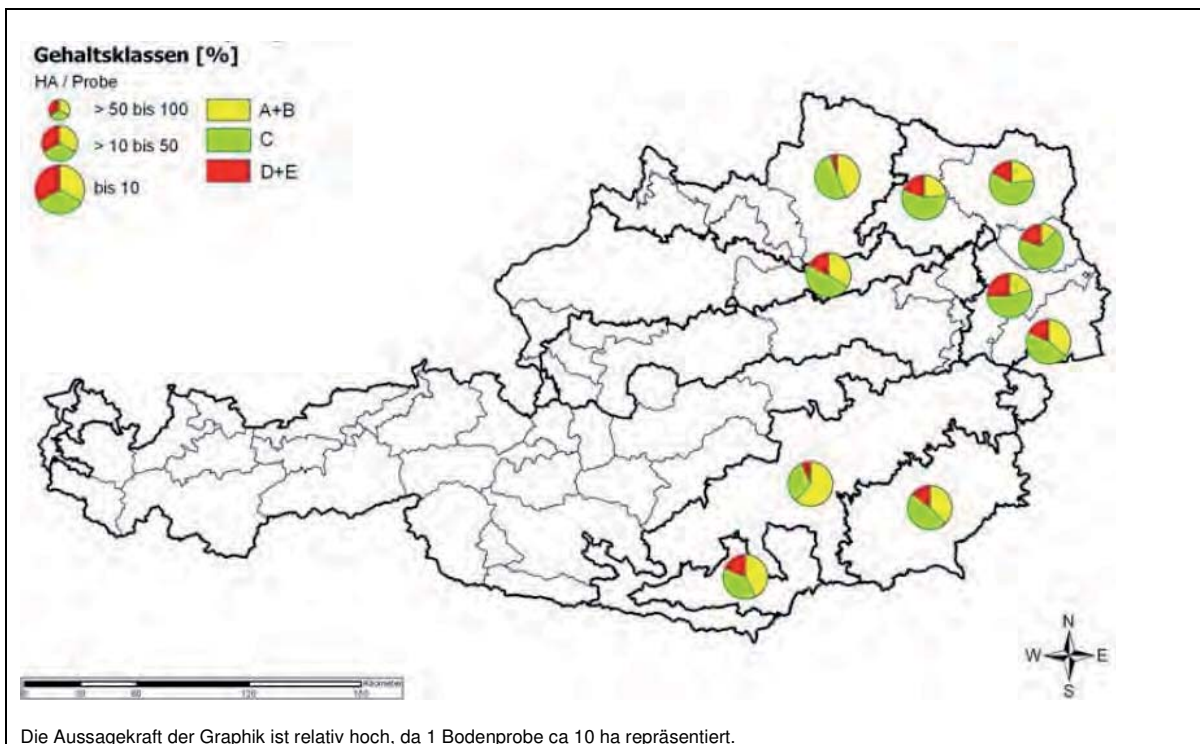 Gehaltsklassen [%]
HA / Probe
> 50 bis 100
> 10 bis 50
bis 10
A+B
C
D+E
N
W E
S
120
Die Aussagekraft der Graphik ist relativ hoch, da 1 Bodenprobe ca 10 ha repräsentiert.